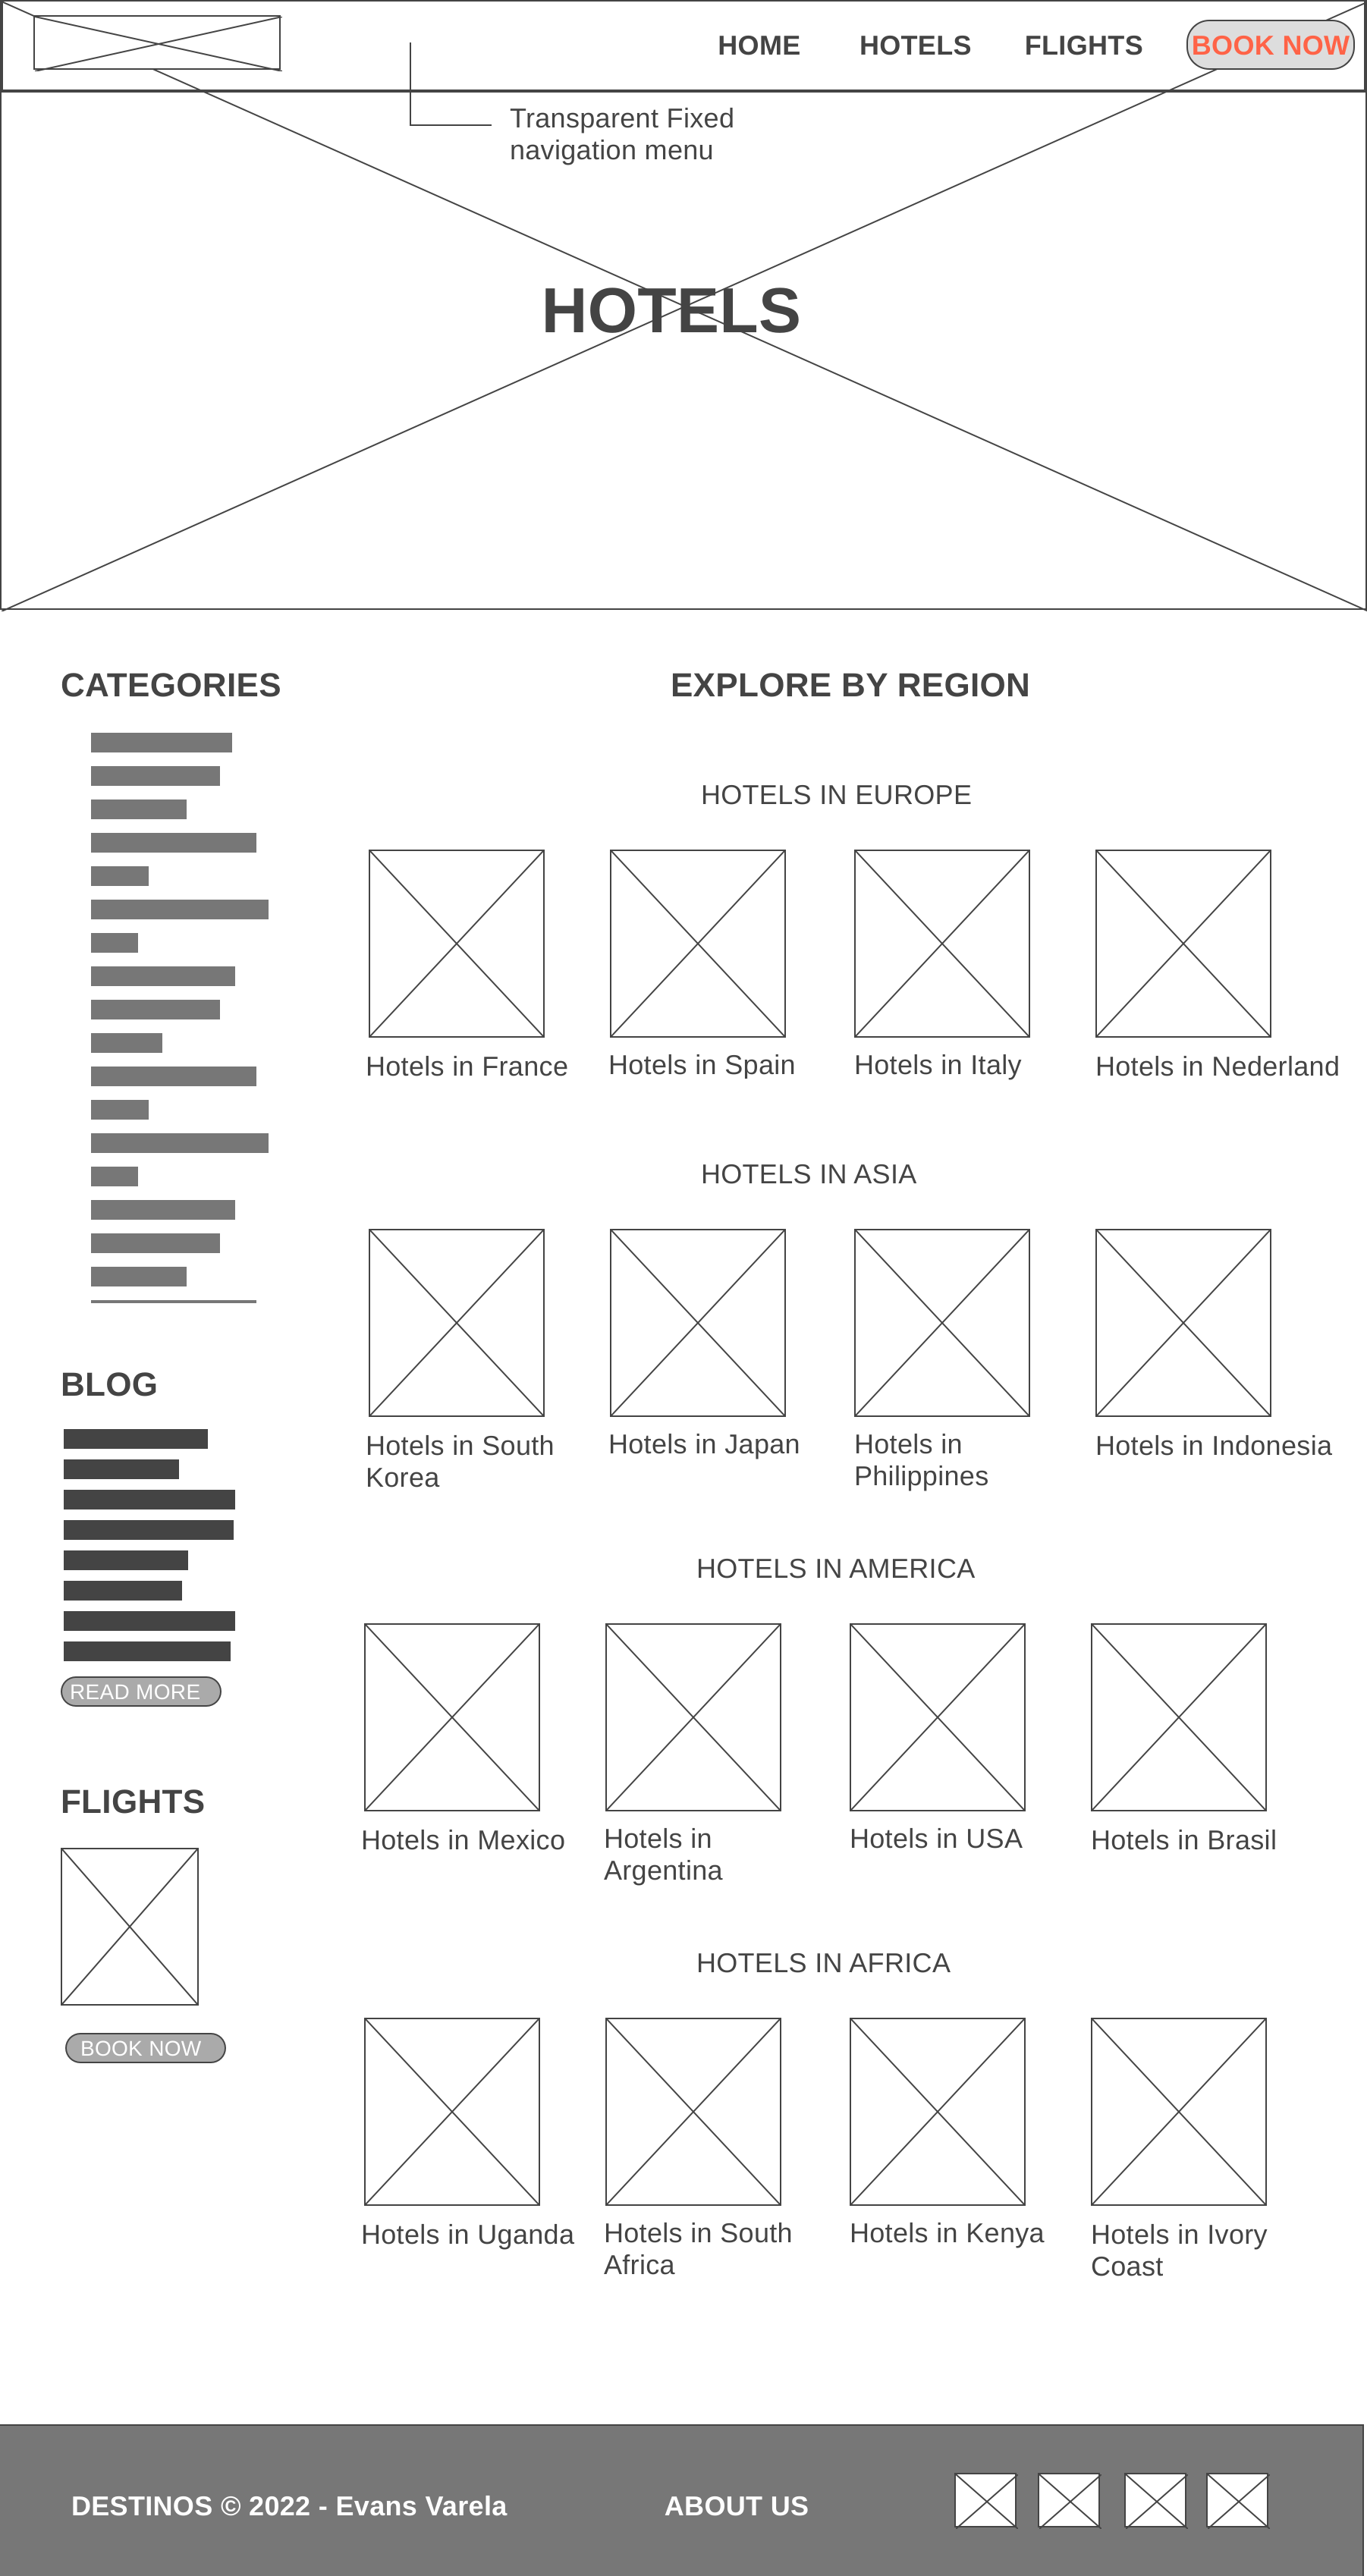 HOME HOTELS FLIGHTS BOOK NOW
Transparent Fixed
navigation menu
HOTELS
CATEGORIES
EXPLORE BY REGION
HOTELS IN EUROPE
Hotels in France
Hotels in Spain
Hotels in Italy
Hotels in Nederland
HOTELS IN ASIA
Hotels in South
Korea
Hotels in Japan
Hotels in
Philippines
Hotels in Indonesia
BLOG
READ MORE
HOTELS IN AMERICA
Hotels in Mexico
Hotels in
Argentina
Hotels in USA
Hotels in Brasil
FLIGHTS
BOOK NOW
HOTELS IN AFRICA
Hotels in Uganda
Hotels in South
Africa
Hotels in Kenya
Hotels in Ivory
Coast
DESTINOS © 2022 - Evans Varela
ABOUT US